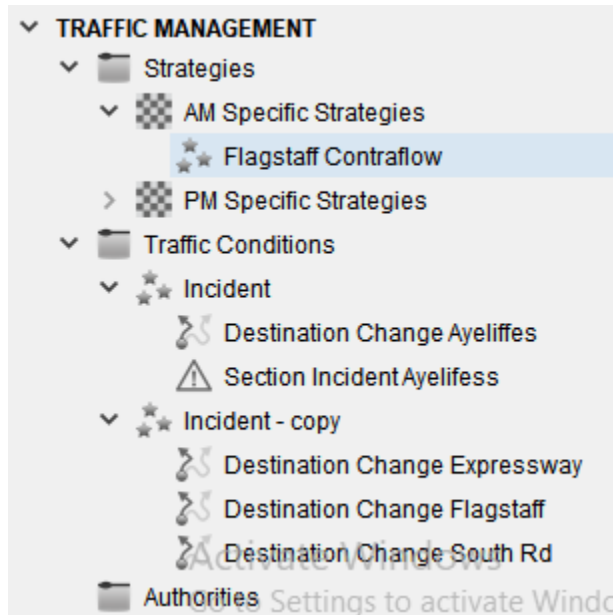 TRAFFIC MANAGEMENT
Strategies
AM Specific Strategies
Flagstaff Contraflow
PM Specific Strategies
Traffic Conditions
Incident
Destination Change Ayeliffes
Section Incident Ayelifess
Incident - copy
Destination Change Expressway
Destination Change Flagstaff
Destination Change South Rd
Activate Windows
Authorities
Go to Settings to activate Windo